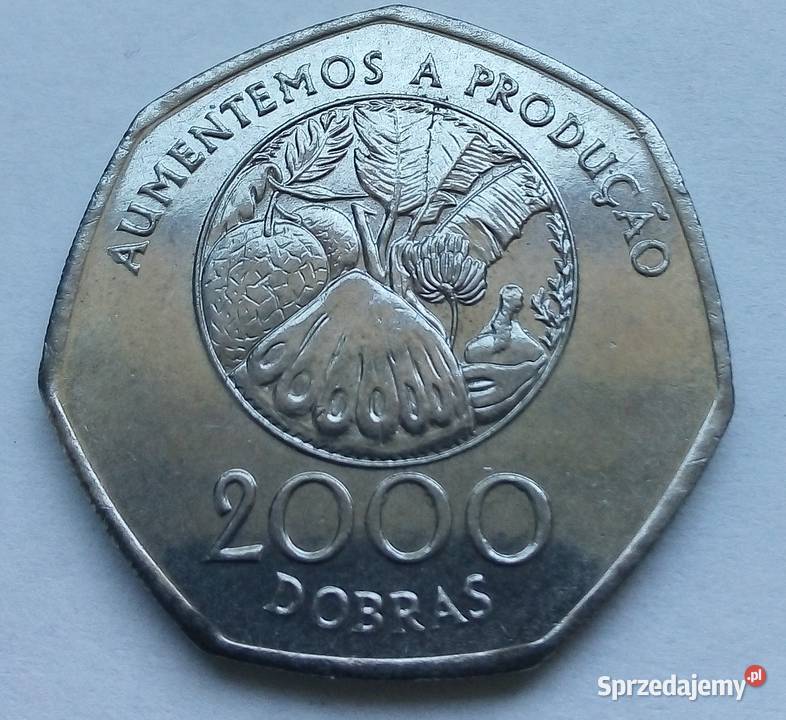 AUMENTEMOS A PRODUÇÃO
2000
DOBRAS
Sprzedajemy.pl